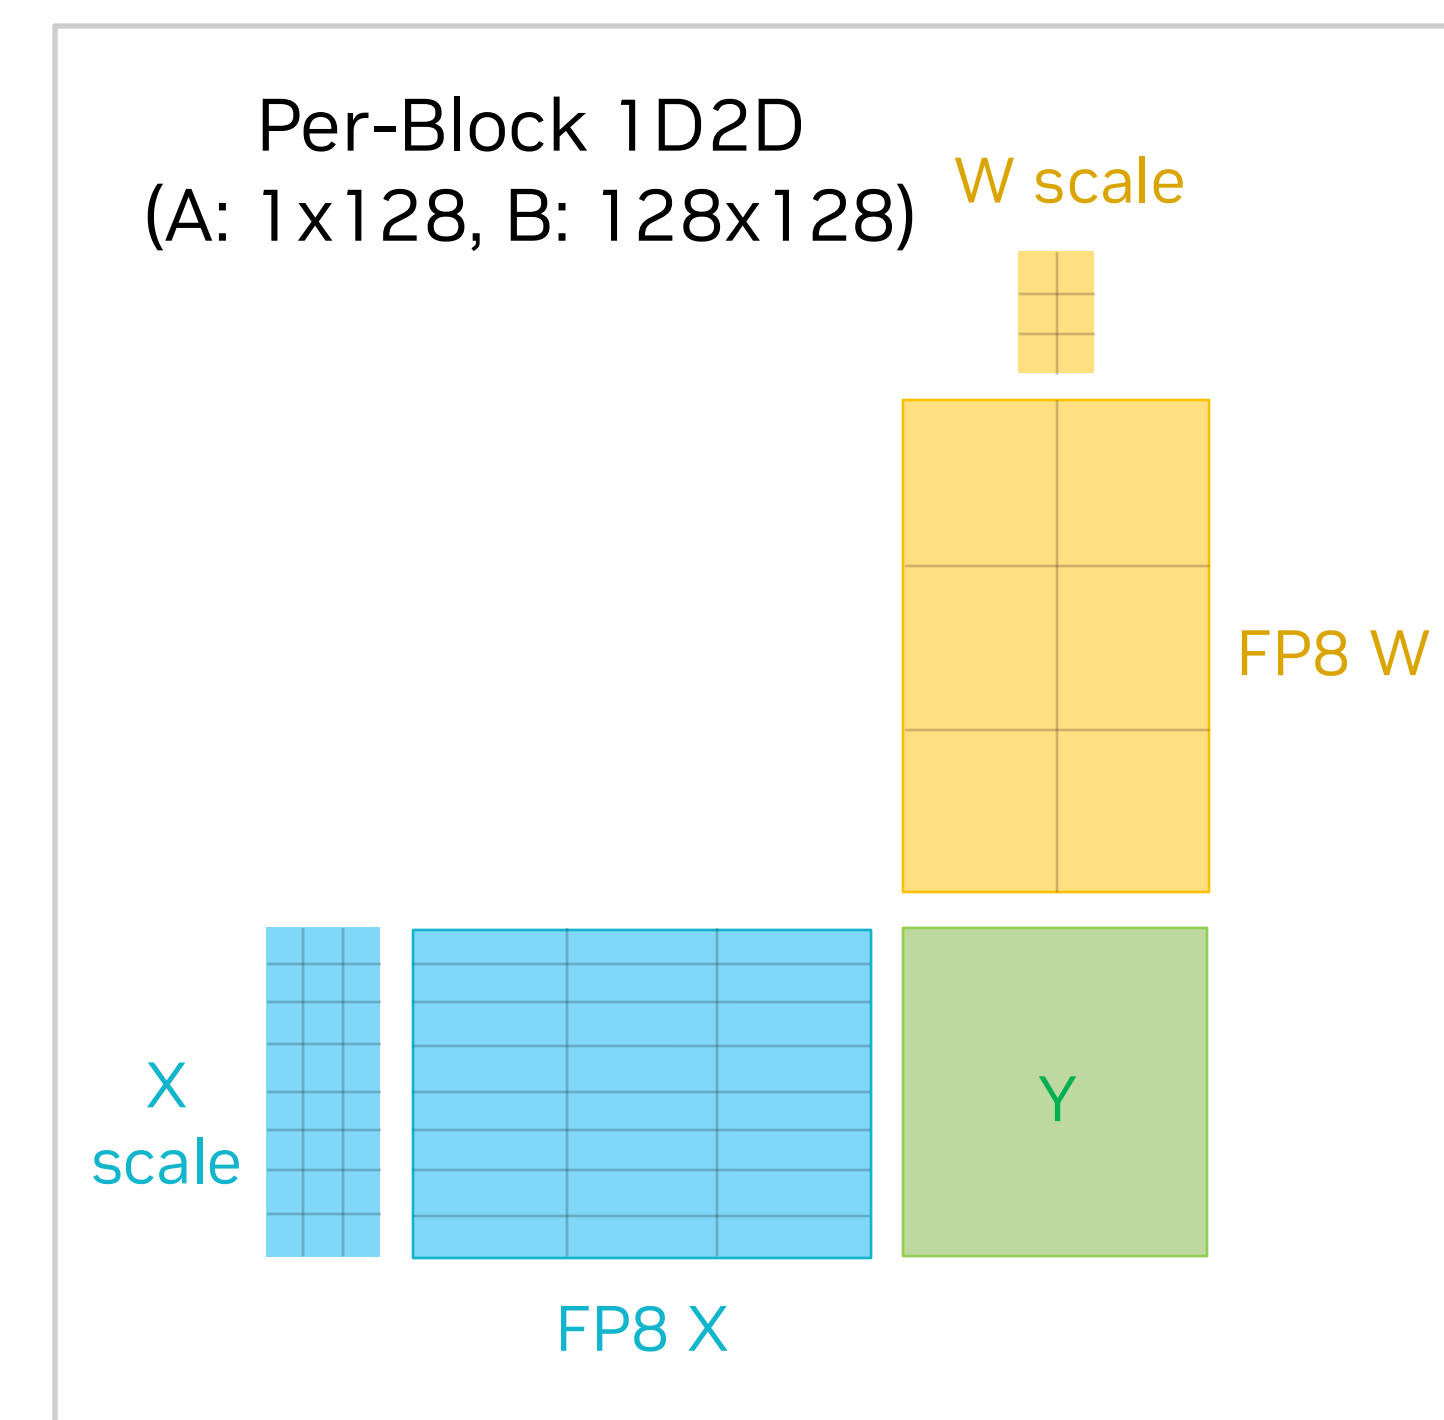 Per-Block 1D2D
(A: 1x128, B: 128x128)
W scale
FP8 W
X
scale
Y
FP8 X